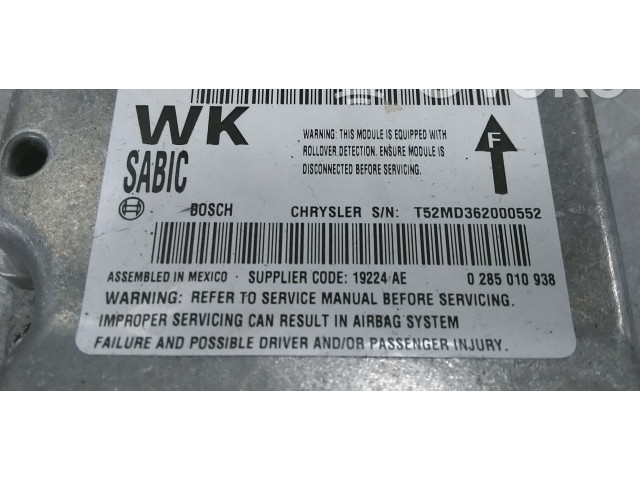 WK
WARNING: THIS MODULE IS EQUIPPED WITH
ROLLOVER DETECTION. ENSURE MODULE IS
DISCONNECTED BEFORE SERVICING.
F
SABIC
BOSCH CHRYSLER S/N: T52MD362000552
ASSEMBLED IN MEXICO - SUPPLIER CODE: 19224 AE 0 285 010 938
WARNING: REFER TO SERVICE MANUAL BEFORE SERVICING.
IMPROPER SERVICING CAN RESULT IN AIRBAG SYSTEM
FAILURE AND POSSIBLE DRIVER AND/OR PASSENGER INJURY.